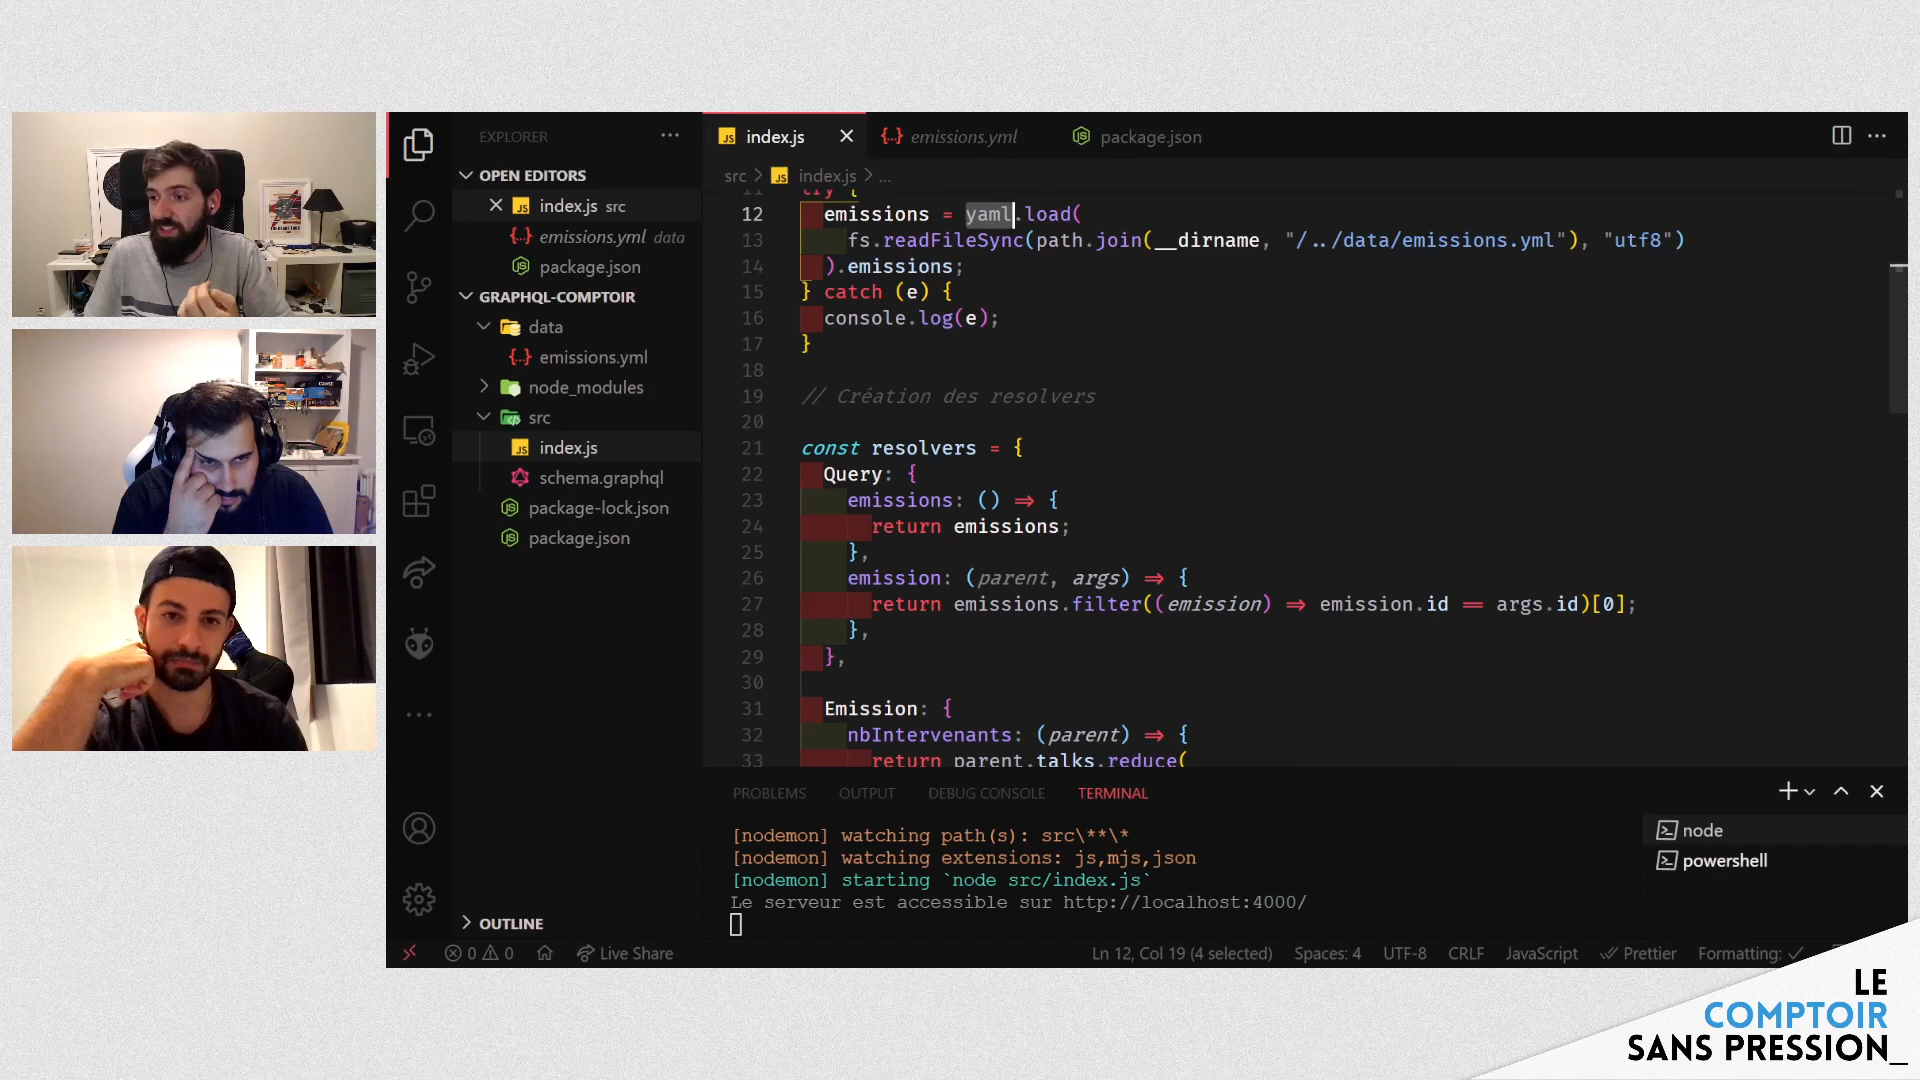 EXPLORER
OPEN EDITORS
index.js src
emissions.yml data
package.json
GRAPHQL-COMPTOIR
data
emissions.yml
node_modules
src
index.js
schema.graphql
package-lock.json
package.json
OUTLINE
index.js
emissions.yml
package.json
src > index.js > ...
11 try {
12 emissions = yaml.load(
13 fs.readFileSync(path.join(__dirname, "/../data/emissions.yml"), "utf8")
14 ).emissions;
15 } catch (e) {
16 console.log(e);
17 }
18
19 // Création des resolvers
20
21 const resolvers = {
22 Query: {
23 emissions: () => {
24 return emissions;
25 },
26 emission: (parent, args) => {
27 return emissions.filter((emission) => emission.id == args.id)[0];
28 },
29 },
30
31 Emission: {
32 nbIntervenants: (parent) => {
33 return parent.talks.reduce(
PROBLEMS OUTPUT DEBUG CONSOLE TERMINAL
[nodemon] watching path(s): src\**\*
[nodemon] watching extensions: js,mjs,json
[nodemon] starting `node src/index.js`
Le serveur est accessible sur http://localhost:4000/
node
powershell
0 0 Live Share
Ln 12, Col 19 (4 selected) Spaces: 4 UTF-8 CRLF JavaScript Prettier Formatting: ✓
LE
COMPTOIR
SANS PRESSION_